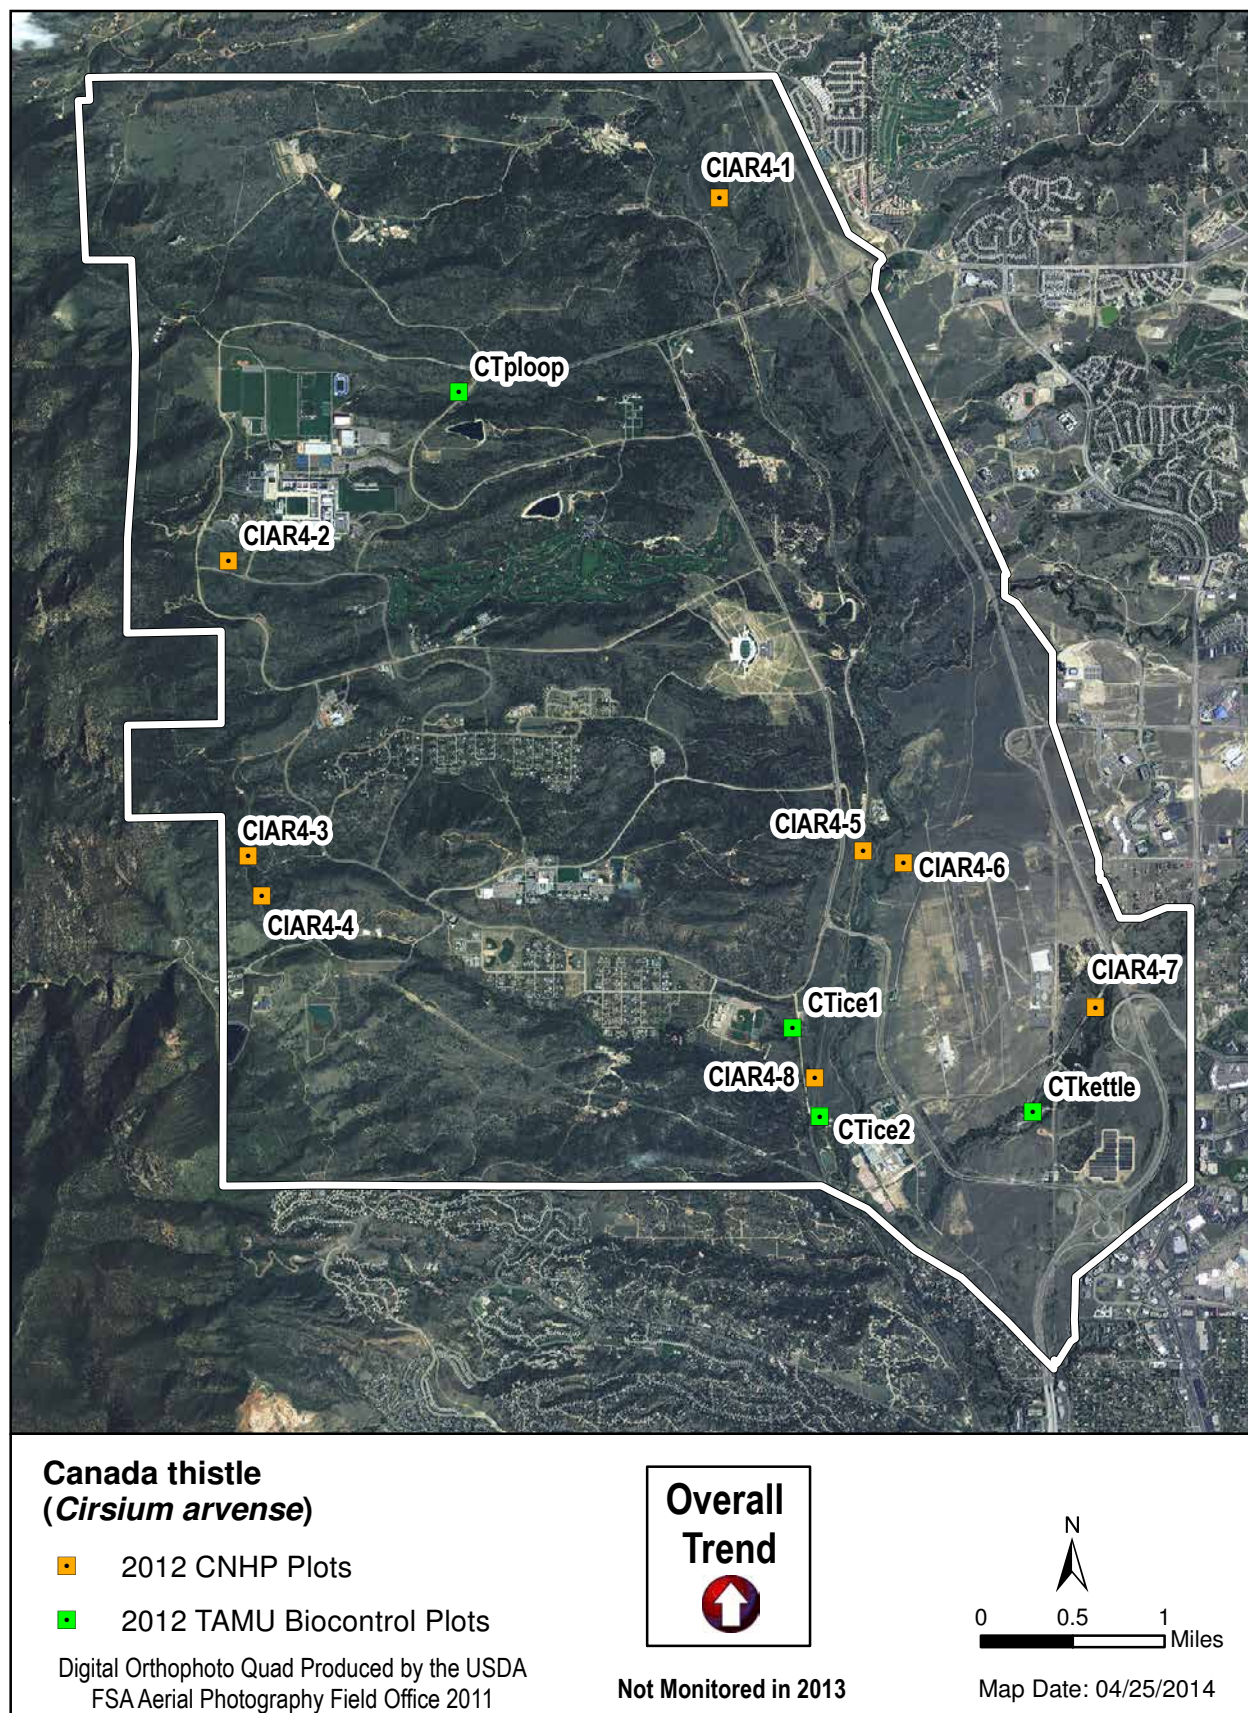 CIAR4-1
CTploop
CIAR4-2
CIAR4-3
CIAR4-4
CIAR4-5
CIAR4-6
CIAR4-7
CTice1
CIAR4-8
CTkettle
CTice2
Canada thistle
(Cirsium arvense)
2012 CNHP Plots
2012 TAMU Biocontrol Plots
Digital Orthophoto Quad Produced by the USDA
FSA Aerial Photography Field Office 2011
Overall
Trend
Not Monitored in 2013
N
0 0.5 1
Miles
Map Date: 04/25/2014